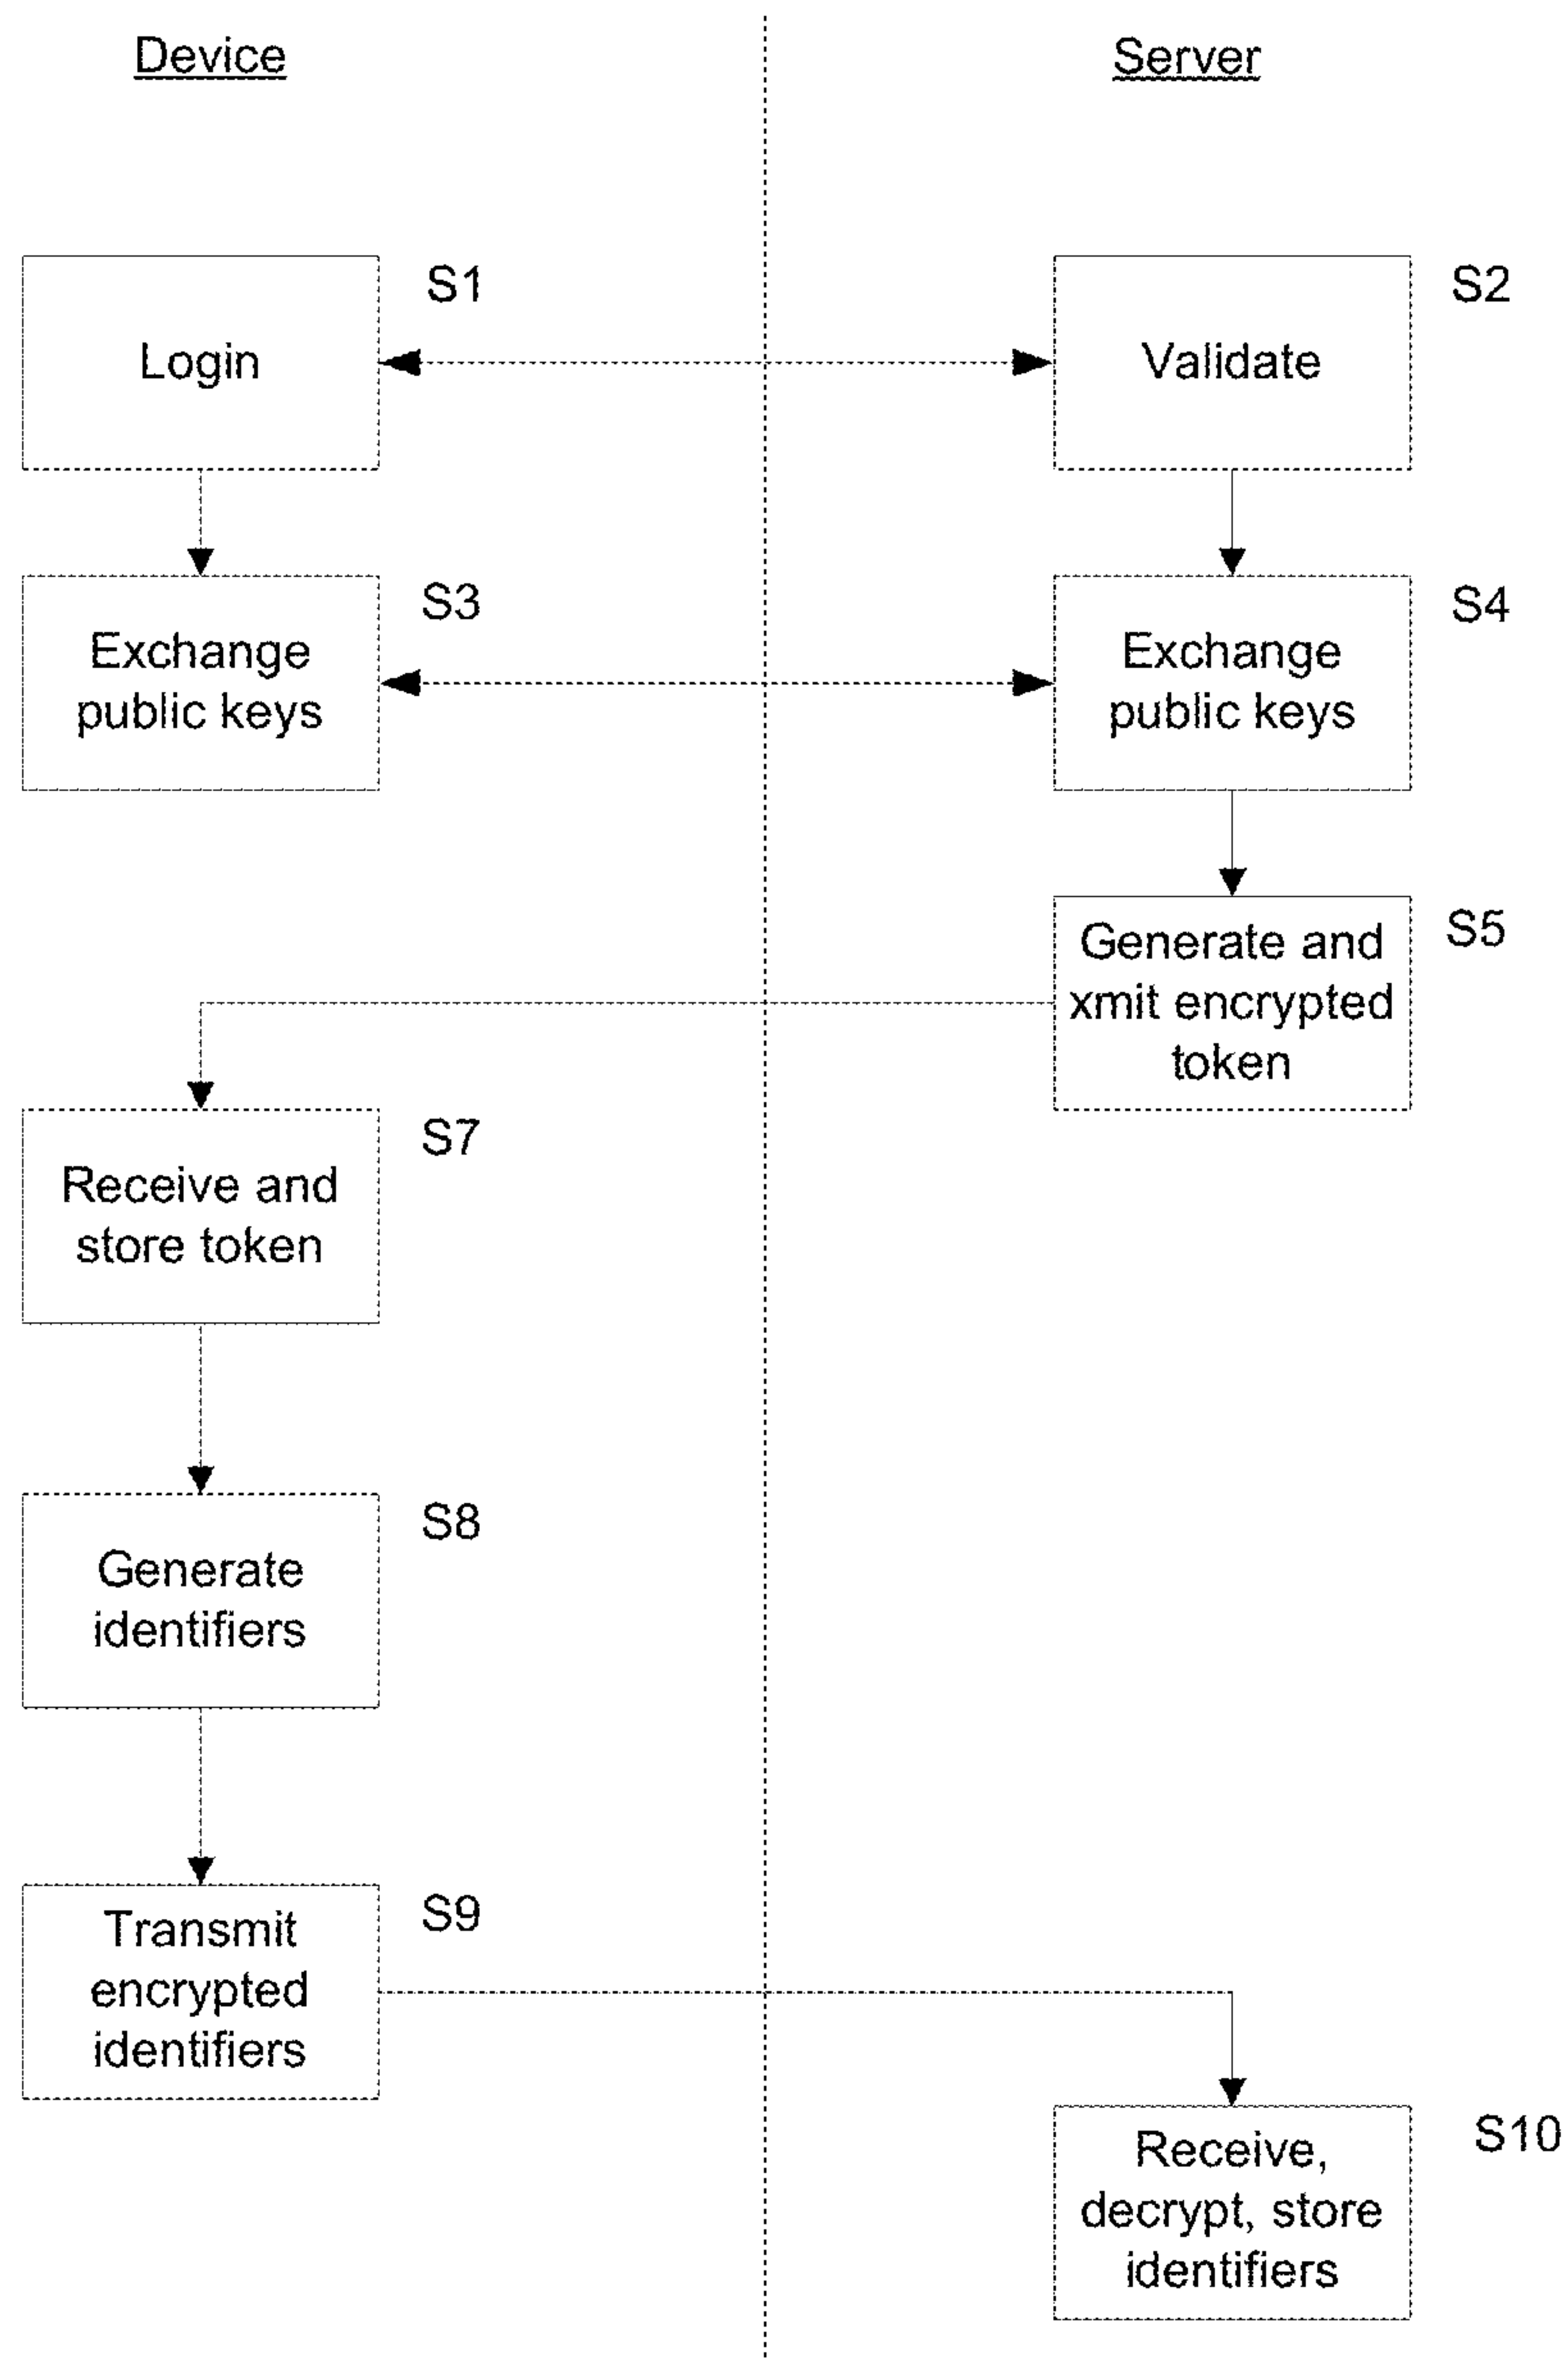 Device
Server
S1
Login
S2
Validate
S3
Exchange
public keys
S4
Exchange
public keys
S5
Generate and
xmit encrypted
token
S7
Receive and
store token
S8
Generate
identifiers
S9
Transmit
encrypted
identifiers
S10
Receive,
decrypt, store
identifiers